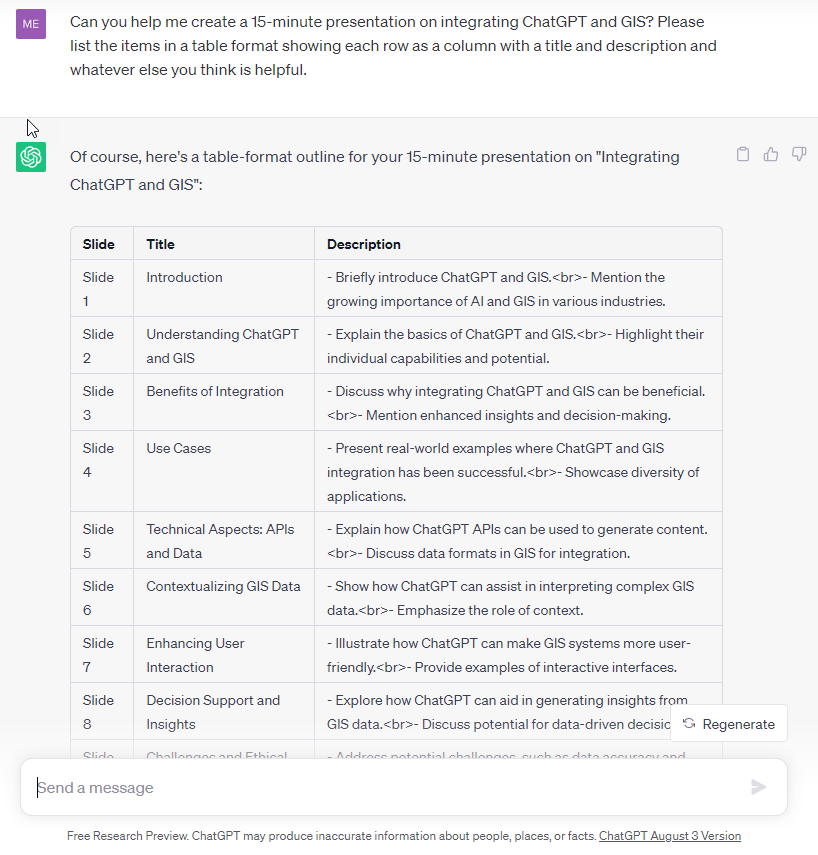 ME
Can you help me create a 15-minute presentation on integrating ChatGPT and GIS? Please
list the items in a table format showing each row as a column with a title and description and
whatever else you think is helpful.
Of course, here's a table-format outline for your 15-minute presentation on "Integrating
ChatGPT and GIS":
Slide Title Description
Slide 1 Introduction - Briefly introduce ChatGPT and GIS.<br>- Mention the
growing importance of AI and GIS in various industries.
Slide 2 Understanding ChatGPT
and GIS
- Explain the basics of ChatGPT and GIS.<br>- Highlight their
individual capabilities and potential.
Slide 3 Benefits of Integration - Discuss why integrating ChatGPT and GIS can be beneficial.
<br>- Mention enhanced insights and decision-making.
Slide 4 Use Cases - Present real-world examples where ChatGPT and GIS
integration has been successful.<br>- Showcase diversity of
applications.
Slide 5 Technical Aspects: APIs
and Data
- Explain how ChatGPT APIs can be used to generate content.
<br>- Discuss data formats in GIS for integration.
Slide 6 Contextualizing GIS Data - Show how ChatGPT can assist in interpreting complex GIS
data.<br>- Emphasize the role of context.
Slide 7 Enhancing User
Interaction
- Illustrate how ChatGPT can make GIS systems more user-
friendly.<br>- Provide examples of interactive interfaces.
Slide 8 Decision Support and
Insights
- Explore how ChatGPT can aid in generating insights from
GIS data.<br>- Discuss potential for data-driven
Regenerate
Slide Challenges and Ethical - Address potential challenges, such as data accuracy and
Send a message
Free Research Preview. ChatGPT may produce inaccurate information about people, places, or facts. ChatGPT August 3 Version